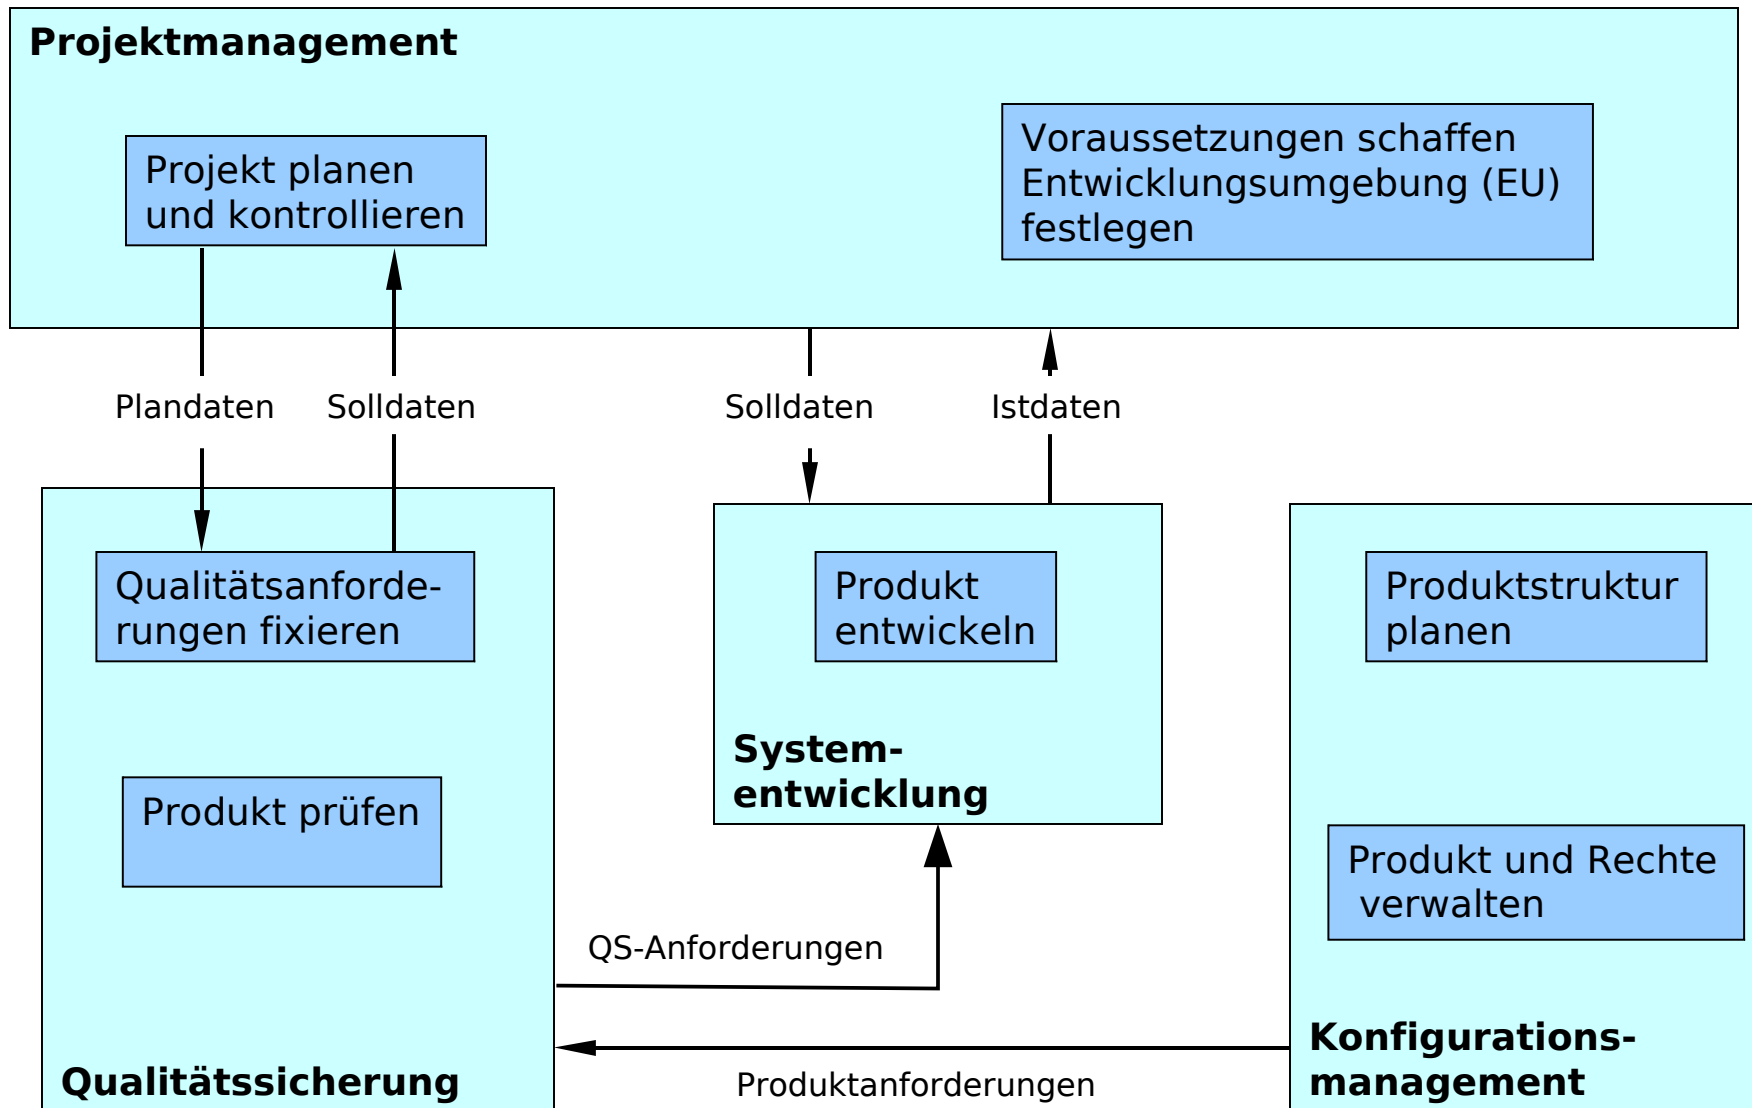 Projektmanagement
Projekt planen
und kontrollieren
Voraussetzungen schaffen
Entwicklungsumgebung (EU)
festlegen
Plandaten
Solldaten
Solldaten
Istdaten
Qualitätsanforde-
rungen fixieren
Produkt
entwickeln
Produktstruktur
planen
System-
entwicklung
Produkt prüfen
Produkt und Rechte
verwalten
QS-Anforderungen
Konfigurations-
management
Qualitätssicherung
Produktanforderungen